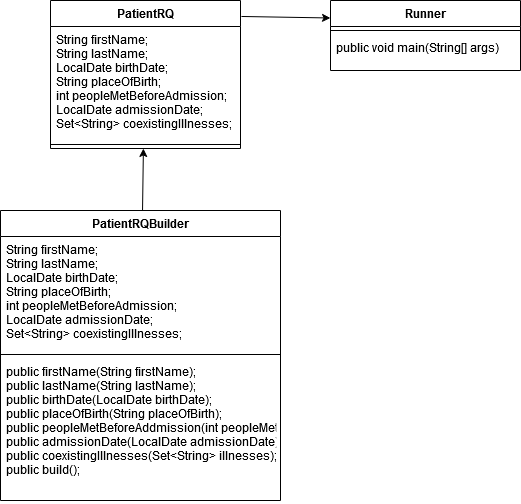 PatientRQ
String firstName;
String lastName;
LocalDate birthDate;
String placeOfBirth;
int peopleMetBeforeAdmission;
LocalDate admissionDate;
Set<String> coexistingIllnesses;
Runner
public void main(String[] args)
PatientRQBuilder
String firstName;
String lastName;
LocalDate birthDate;
String placeOfBirth;
int peopleMetBeforeAdmission;
LocalDate admissionDate;
Set<String> coexistingIllnesses;
public firstName(String firstName);
public lastName(String lastName);
public birthDate(LocalDate birthDate);
public placeOfBirth(String placeOfBirth);
public peopleMetBeforeAddmission(int peopleMet
public admissionDate(LocalDate admissionDate)
public coexistingIllnesses(Set<String> illnesses);
public build();